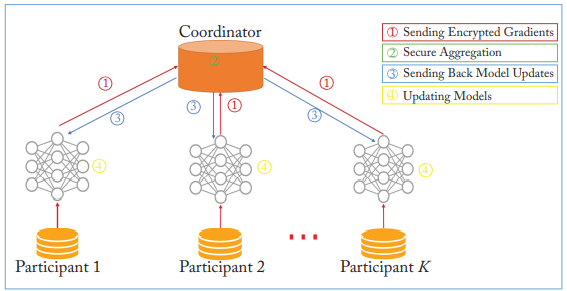 Coordinator
① Sending Encrypted Gradients
② Secure Aggregation
③ Sending Back Model Updates
④ Updating Models
②
①
①
③
③
①
③
④
④
④
Participant 1
Participant 2
Participant K